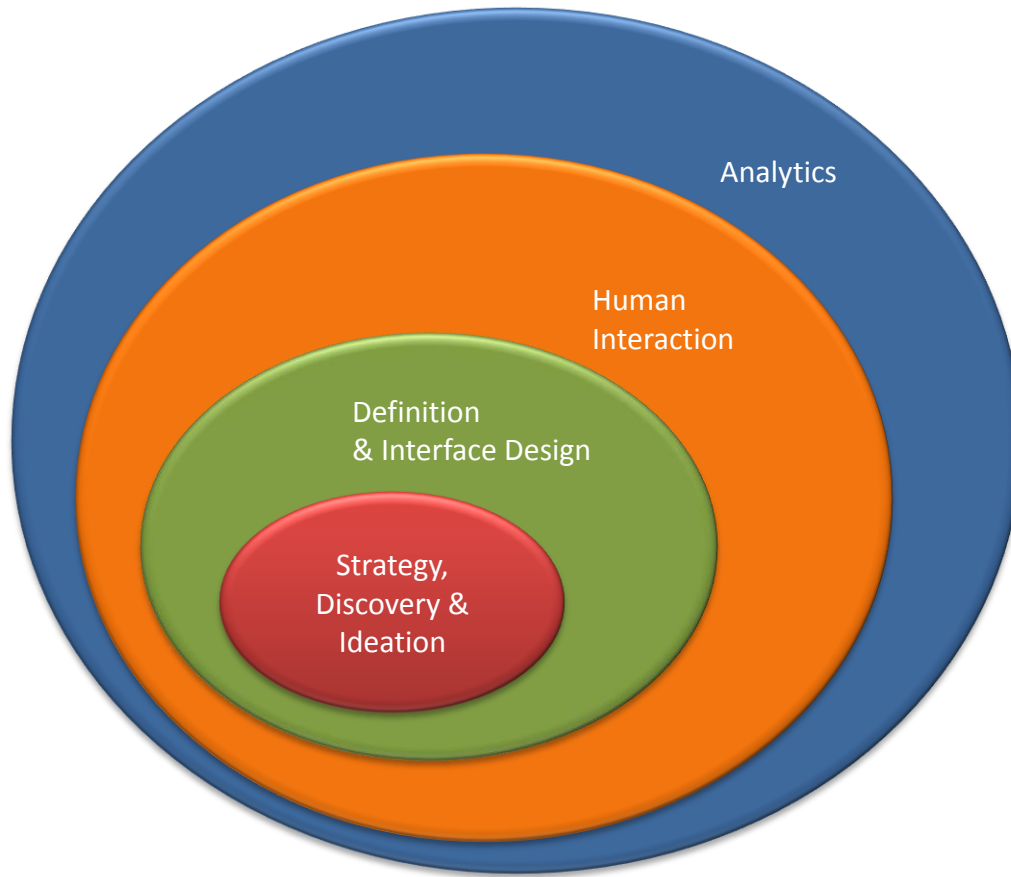 Analytics
Human
Interaction
Definition
& Interface Design
Strategy,
Discovery &
Ideation